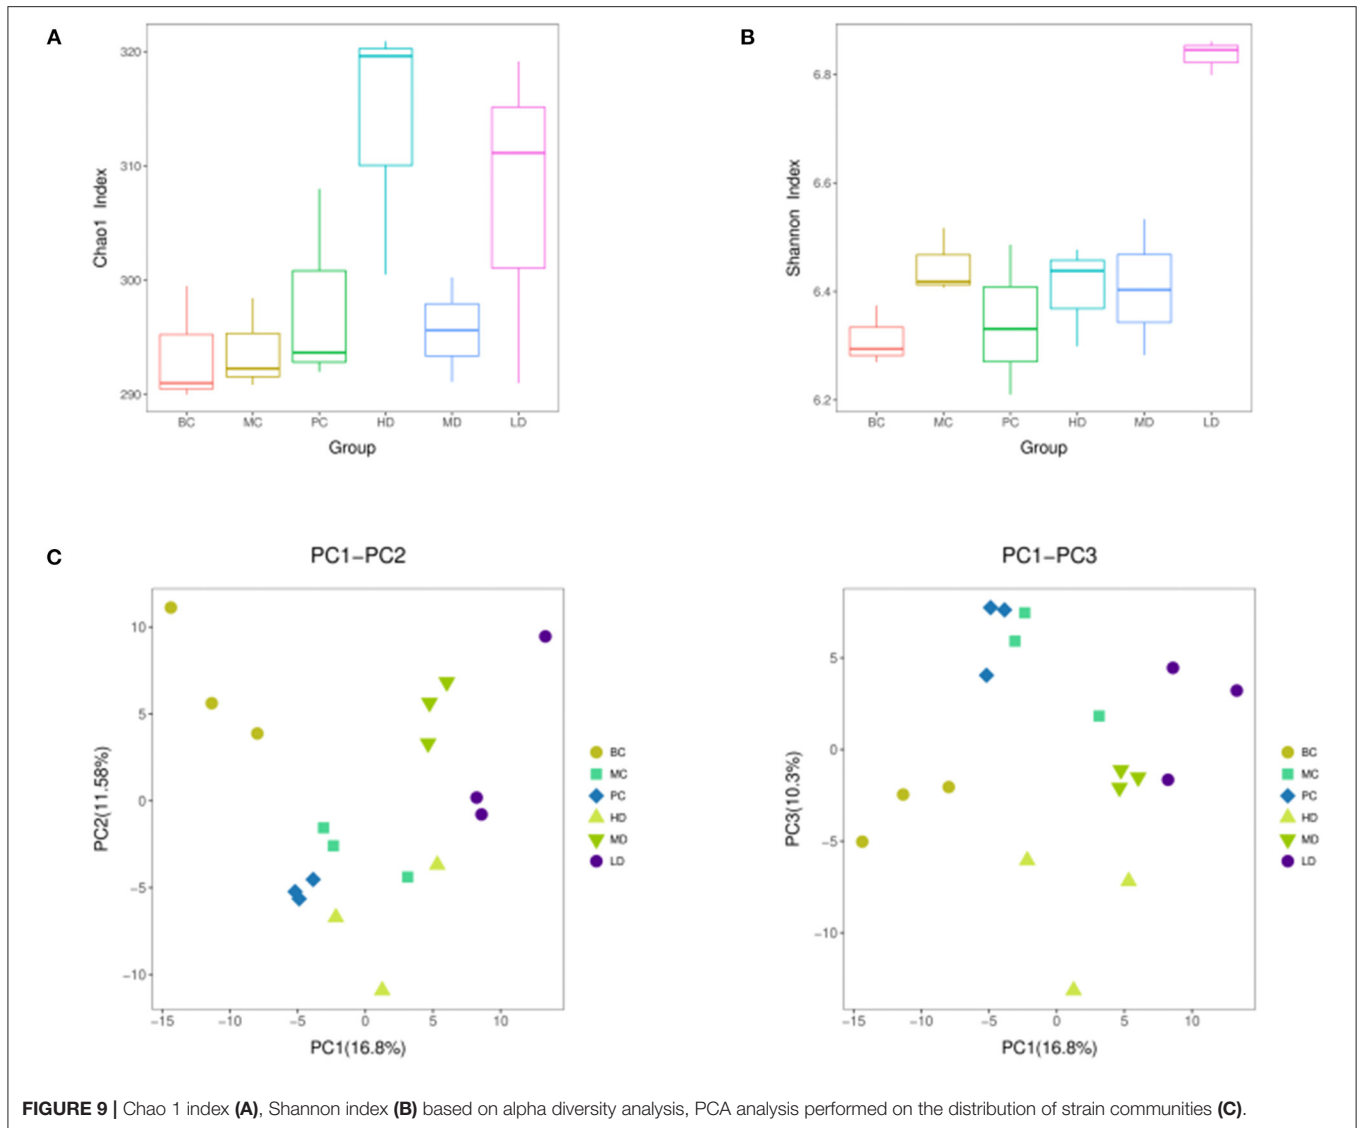 A
320
310
300
290
Chao1 Index
BC MC PC HD MD LD
Group
B
6.8
6.6
6.4
6.2
Shannon Index
BC MC PC HD MD LD
Group
C
PC1−PC2
10
5
0
−5
−10
PC2(11.58%)
−15 −10 −5 0 5 10
PC1(16.8%)
BC
MC
PC
HD
MD
LD
PC1−PC3
5
0
−5
−10
PC3(10.3%)
−15 −10 −5 0 5 10
PC1(16.8%)
BC
MC
PC
HD
MD
LD
FIGURE 9 | Chao 1 index (A), Shannon index (B) based on alpha diversity analysis, PCA analysis performed on the distribution of strain communities (C).